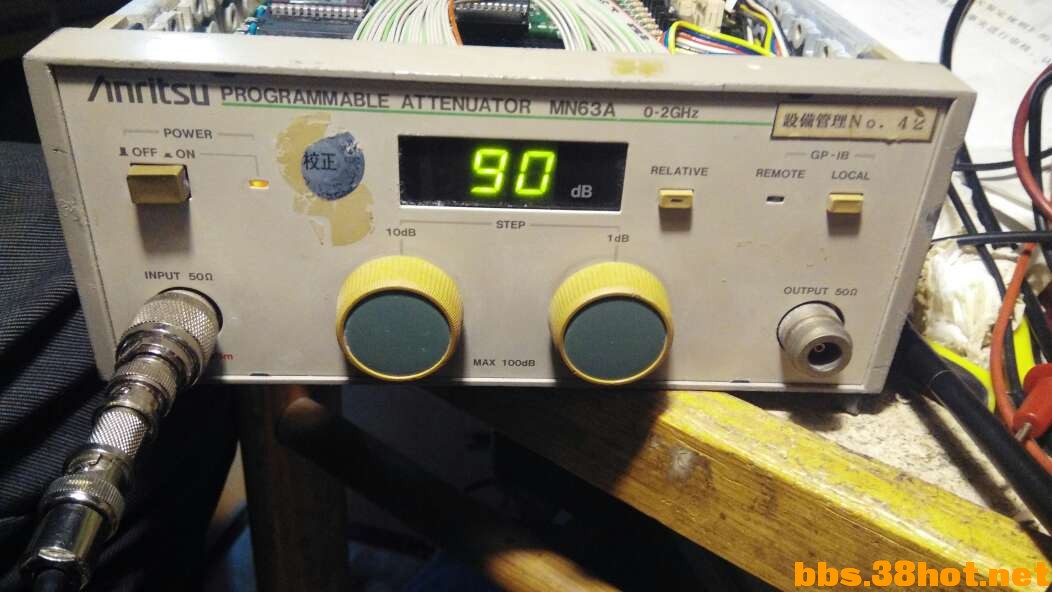 Anritsu PROGRAMMABLE ATTENUATOR MN63A 0-2GHz
設備管理No. 42
POWER
OFF ON
校正
90 dB
RELATIVE
GP-IB
REMOTE LOCAL
STEP
10dB 1dB
INPUT 50Ω
OUTPUT 50Ω
MAX 100dB
bbs.38hot.net